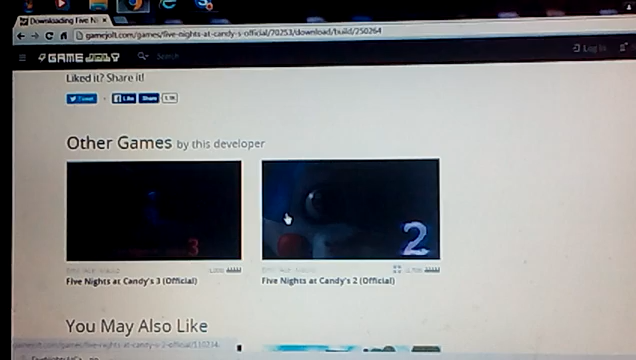 Downloading Five N
gamejolt.com/games/five-nights-at-candy-s-official/70253/download/build/250264
GAME JOLT
Search
Log In
Liked it? Share it!
Tweet
Like
Share
Other Games by this developer
3
2
Five Nights at Candy's 3 (Official)
Five Nights at Candy's 2 (Official)
You May Also Like